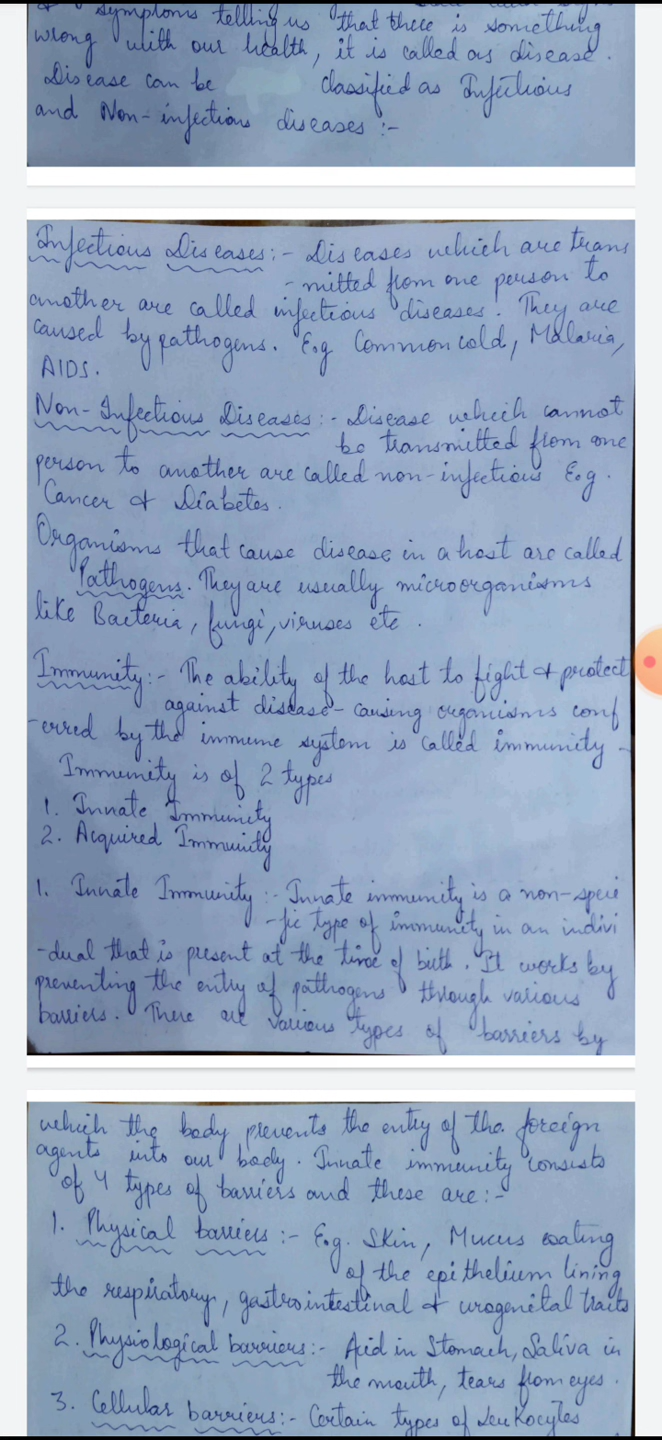 & symptoms telling us that there is something
wrong with our health, it is called as disease.
Disease can be classified as Infectious
and Non-infectious diseases :-
Infectious Diseases:- Diseases which are trans
-mitted from one person to
another are called infectious diseases. They are
caused by pathogens. E.g Common cold, Malaria,
AIDS.
Non-Infectious Diseases:- Disease which cannot
be transmitted from one
person to another are called non-infectious E.g.
Cancer & Diabetes.
Organisms that cause disease in a host are called
Pathogens. They are usually microorganisms
like Bacteria, fungi, viruses etc.
Immunity:- The ability of the host to fight & protect
against disease-causing organisms conf
-erred by the immune system is called immunity-
Immunity is of 2 types
1. Innate Immunity
2. Acquired Immunity
1. Innate Immunity:- Innate immunity is a non-speci
-fic type of immunity in an indivi
-dual that is present at the time of birth. It works by
preventing the entry of pathogens through various
barriers. There are various types of barriers by
which the body prevents the entry of the foreign
agents into our body. Innate immunity consists
of 4 types of barriers and these are:-
1. Physical barriers :- E.g. Skin, Mucus coating
of the epithelium lining
the respiratory, gastrointestinal & urogenital tracts
2. Physiological barriers:- Acid in Stomach, Saliva in
the mouth, tears from eyes.
3. Cellular barriers:- Certain types of Leukocytes